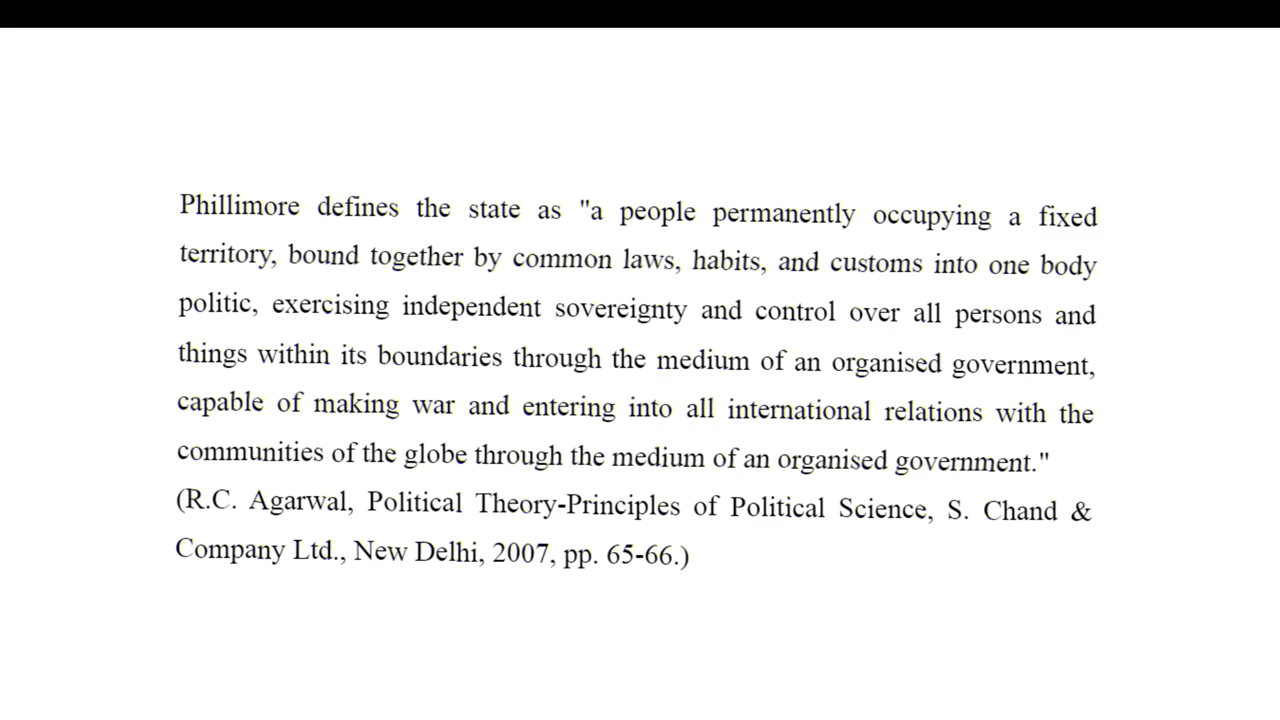 Phillimore defines the state as "a people permanently occupying a fixed
territory, bound together by common laws, habits, and customs into one body
politic, exercising independent sovereignty and control over all persons and
things within its boundaries through the medium of an organised government,
capable of making war and entering into all international relations with the
communities of the globe through the medium of an organised government."
(R.C. Agarwal, Political Theory-Principles of Political Science, S. Chand &
Company Ltd., New Delhi, 2007, pp. 65-66.)